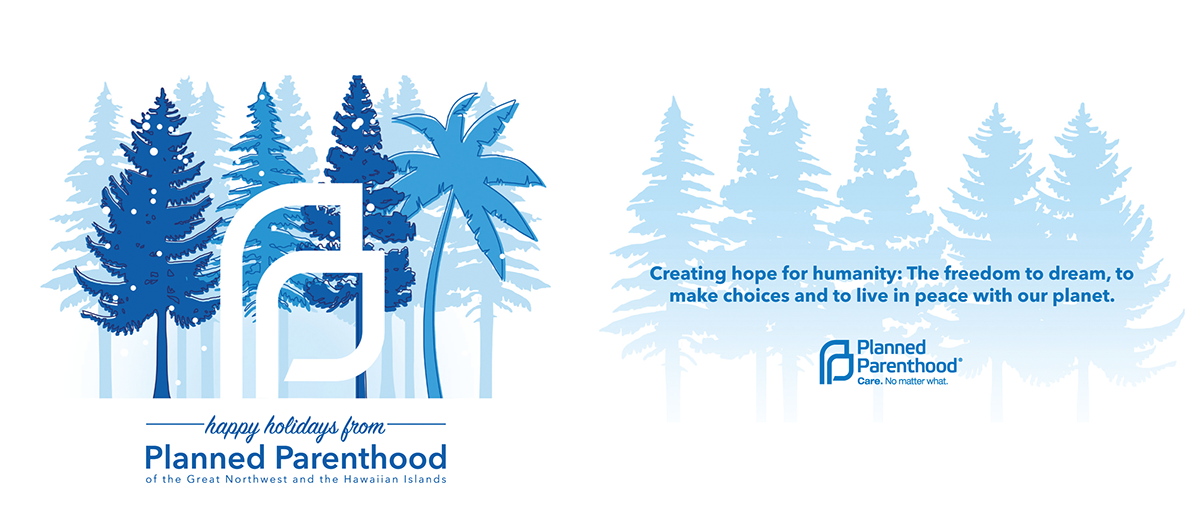 happy holidays from
Planned Parenthood
of the Great Northwest and the Hawaiian Islands
Creating hope for humanity: The freedom to dream, to
make choices and to live in peace with our planet.
Planned
Parenthood®
Care. No matter what.